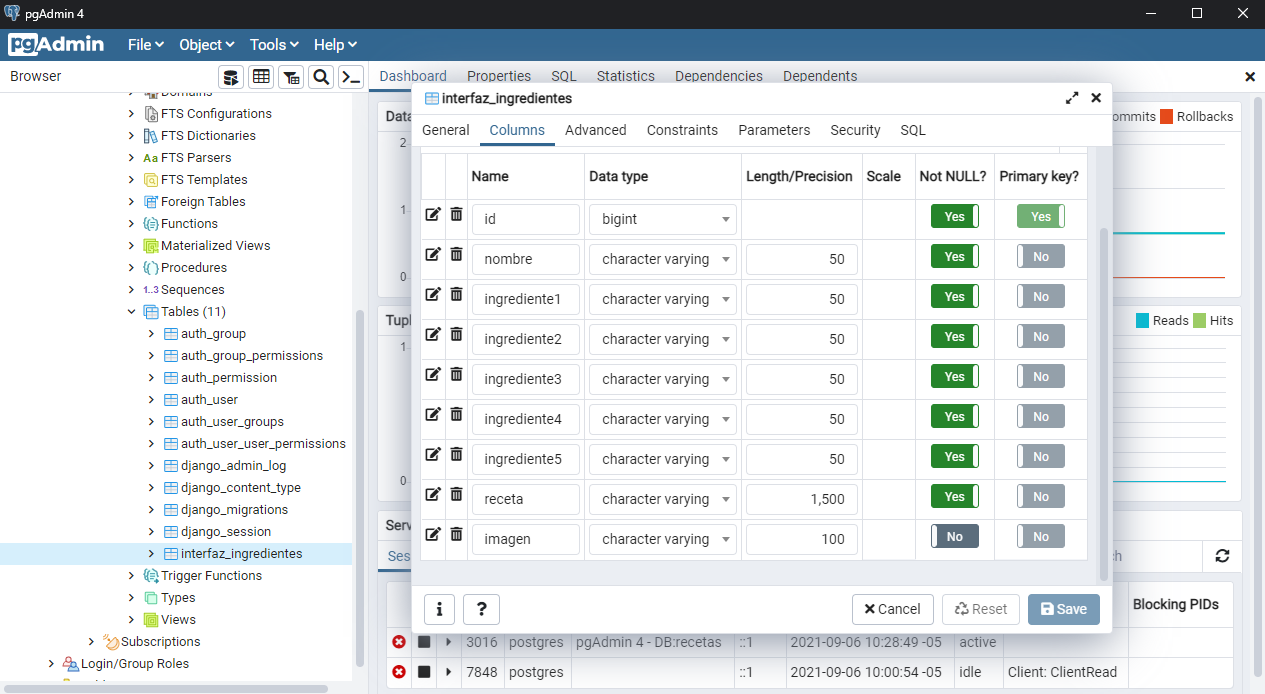 pgAdmin 4
pgAdmin File Object Tools Help
Browser
Dashboard Properties SQL Statistics Dependencies Dependents
Domains
FTS Configurations
FTS Dictionaries
Aa FTS Parsers
FTS Templates
Foreign Tables
Functions
Materialized Views
Procedures
1..3 Sequences
Tables (11)
auth_group
auth_group_permissions
auth_permission
auth_user
auth_user_groups
auth_user_user_permissions
django_admin_log
django_content_type
django_migrations
django_session
interfaz_ingredientes
Trigger Functions
Types
Views
Subscriptions
Login/Group Roles
Data
ommits Rollbacks
2
1
0
Tupl
Reads Hits
1
0
Serv
Ses
ch
Blocking PIDs
interfaz_ingredientes
General Columns Advanced Constraints Parameters Security SQL
Name Data type Length/Precision Scale Not NULL? Primary key?
id bigint Yes Yes
nombre character varying 50 Yes No
ingrediente1 character varying 50 Yes No
ingrediente2 character varying 50 Yes No
ingrediente3 character varying 50 Yes No
ingrediente4 character varying 50 Yes No
ingrediente5 character varying 50 Yes No
receta character varying 1,500 Yes No
imagen character varying 100 No No
i ? Cancel Reset Save
3016 postgres pgAdmin 4 - DB:recetas ::1 2021-09-06 10:28:49 -05 active
7848 postgres ::1 2021-09-06 10:00:54 -05 idle Client: ClientRead